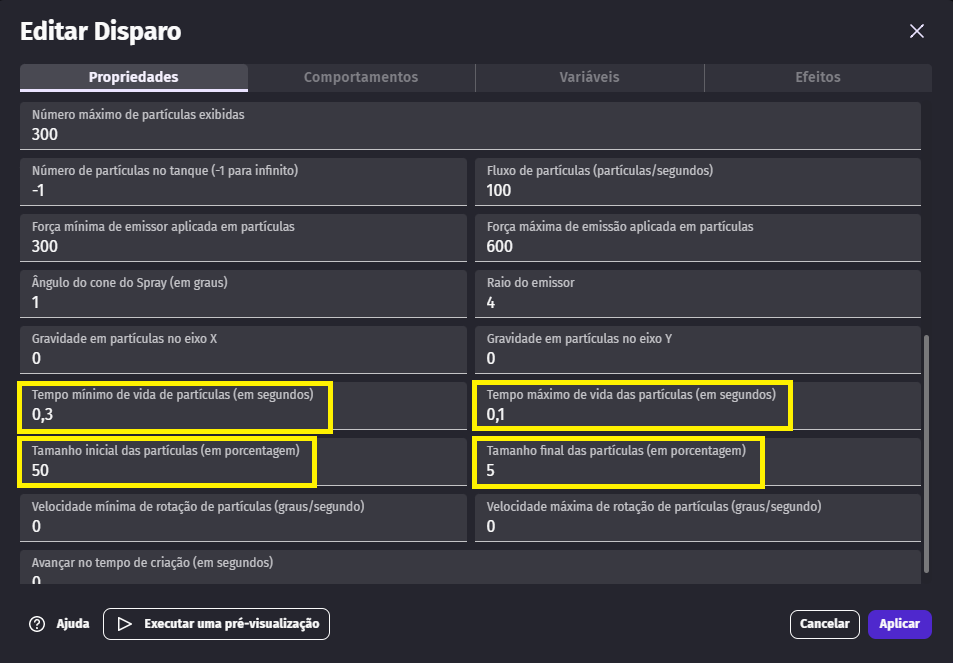 Editar Disparo
Propriedades
Comportamentos
Variáveis
Efeitos
Número máximo de partículas exibidas
300
Número de partículas no tanque (-1 para infinito)
-1
Fluxo de partículas (partículas/segundos)
100
Força mínima de emissor aplicada em partículas
300
Força máxima de emissão aplicada em partículas
600
Ângulo do cone do Spray (em graus)
1
Raio do emissor
4
Gravidade em partículas no eixo X
0
Gravidade em partículas no eixo Y
0
Tempo mínimo de vida de partículas (em segundos)
0,3
Tempo máximo de vida das partículas (em segundos)
0,1
Tamanho inicial das partículas (em porcentagem)
50
Tamanho final das partículas (em porcentagem)
5
Velocidade mínima de rotação de partículas (graus/segundo)
0
Velocidade máxima de rotação de partículas (graus/segundo)
0
Avançar no tempo de criação (em segundos)
0
Ajuda
Executar uma pré-visualização
Cancelar
Aplicar